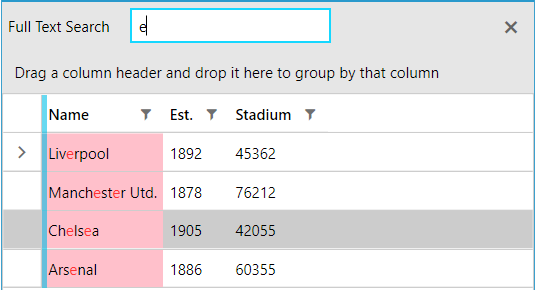 Full Text Search e
Drag a column header and drop it here to group by that column
Name Est. Stadium
Liverpool 1892 45362
Manchester Utd. 1878 76212
Chelsea 1905 42055
Arsenal 1886 60355